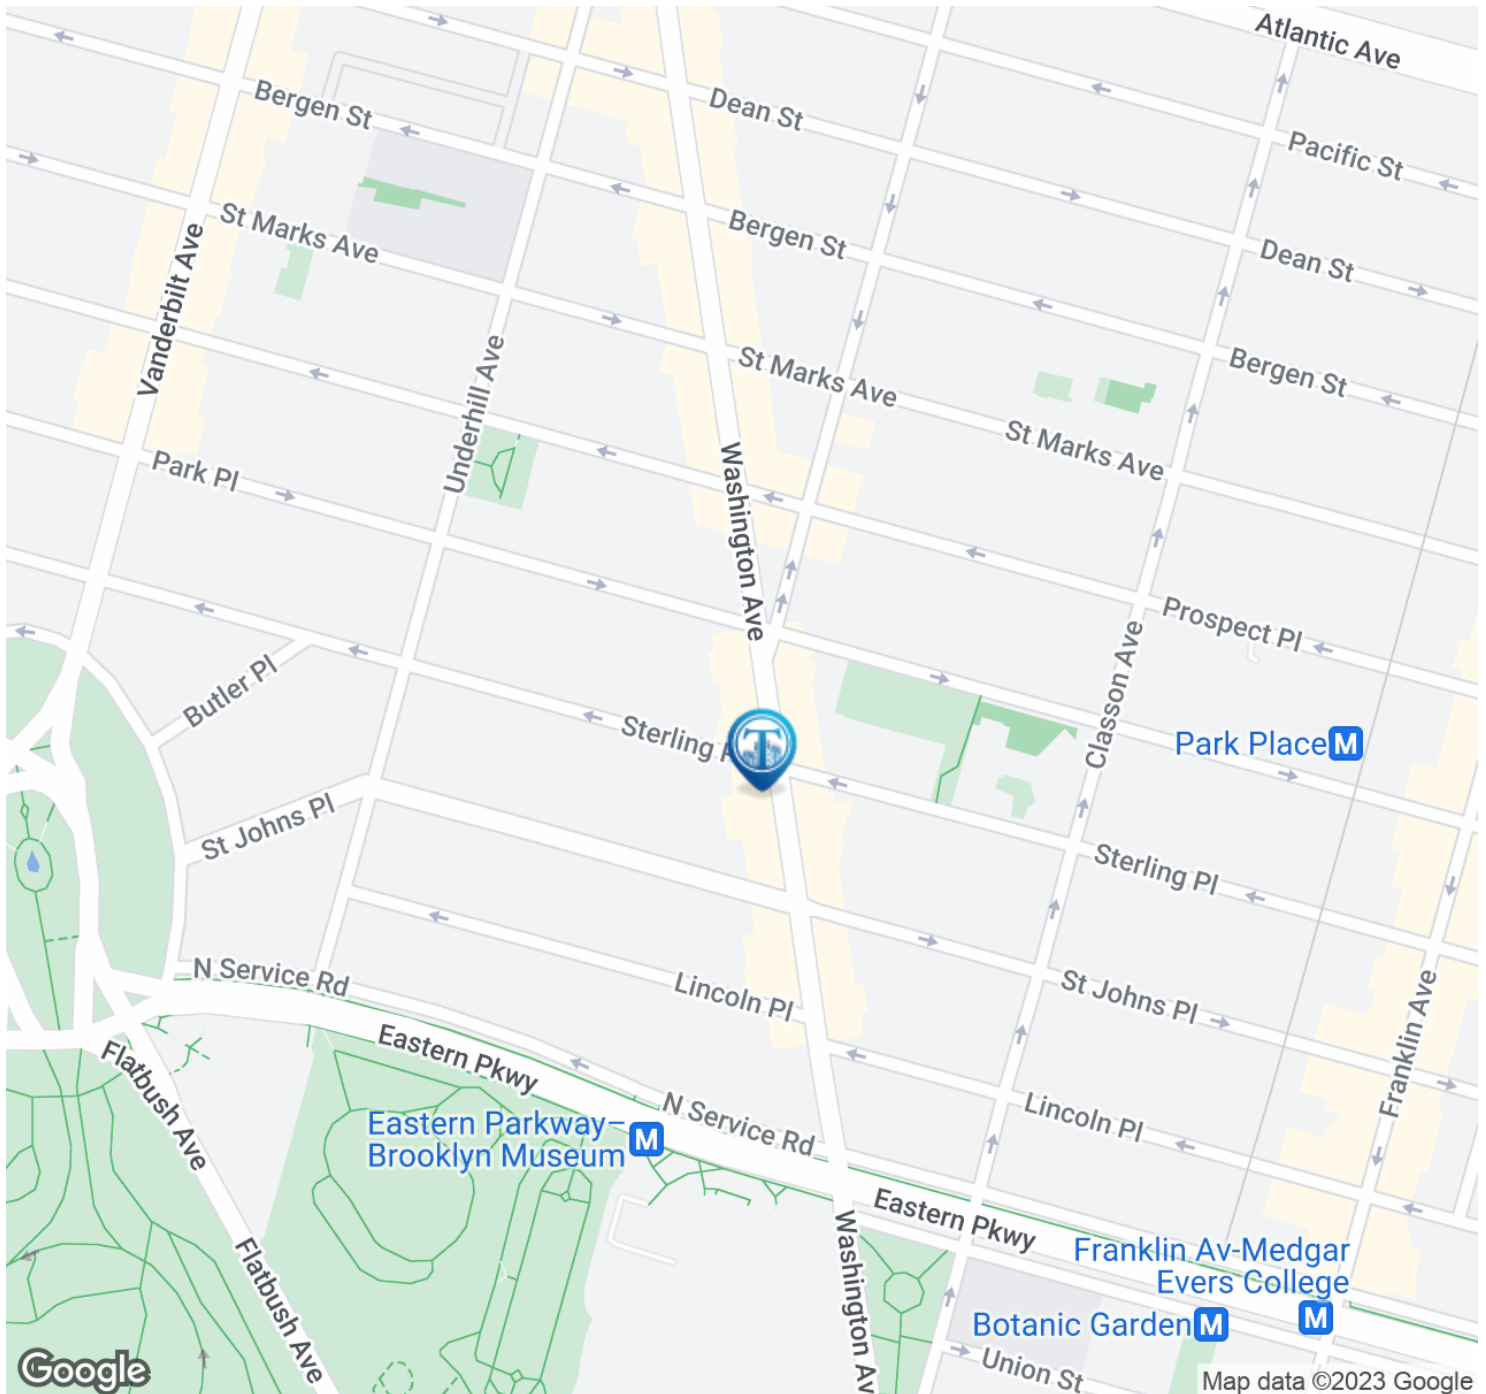 Atlantic Ave
Bergen St
Dean St
Pacific St
St Marks Ave
Bergen St
Dean St
Vanderbilt Ave
Underhill Ave
St Marks Ave
Bergen St
Park Pl
Washington Ave
St Marks Ave
Prospect Pl
Butler Pl
Classon Ave
Park Place
M
Sterling
T
St Johns Pl
Sterling Pl
N Service Rd
Lincoln Pl
St Johns Pl
Franklin Ave
Eastern Pkwy
Flatbush Ave
Eastern Parkway–
Brooklyn Museum
M
N Service Rd
Lincoln Pl
Eastern Pkwy
Washington Av
Flatbush Ave
Franklin Av-Medgar
Evers College
M
Botanic Garden
M
Union St
Google
Map data ©2023 Google